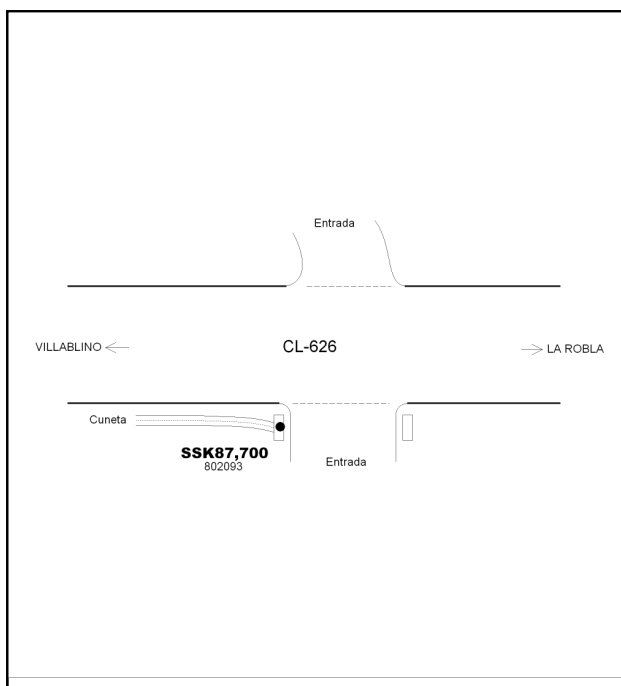 Entrada
VILLABLINO
CL-626
LA ROBLA
Cuneta
SSK87,700
802093
Entrada